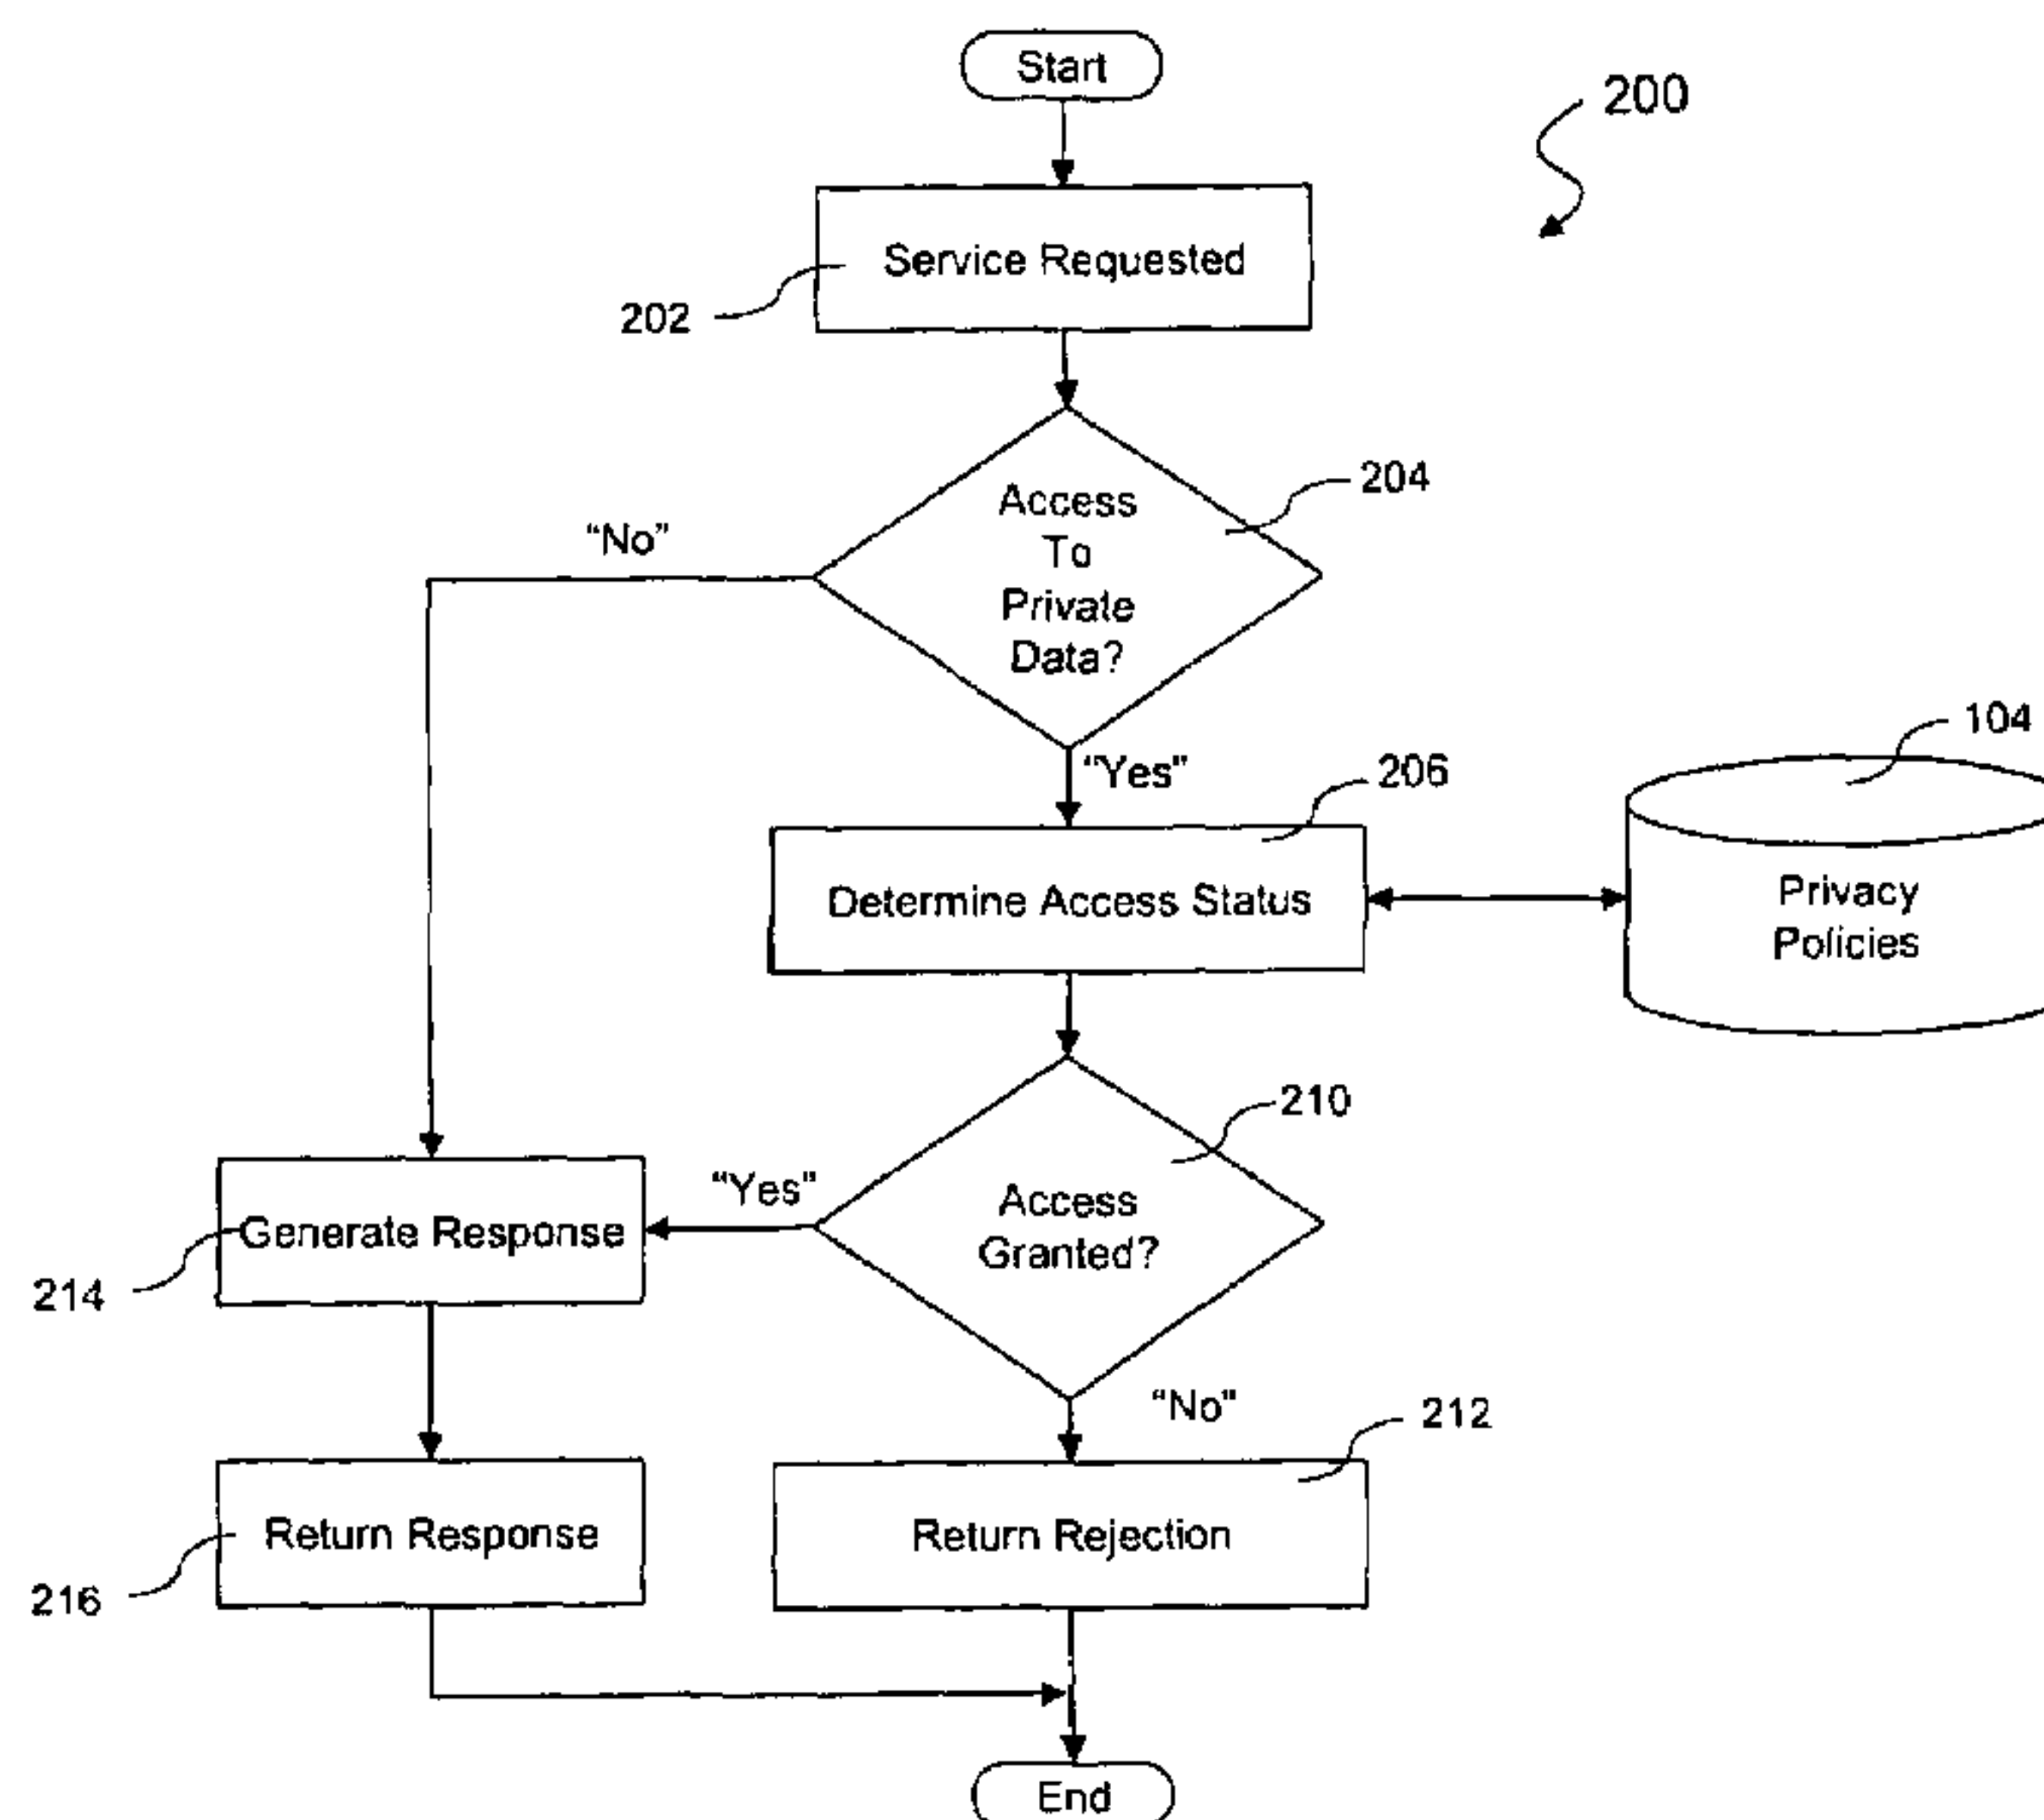 Start
200
Service Requested
202
Access
To
Private
Data?
204
"No"
"Yes"
206
104
Determine Access Status
Privacy
Policies
210
Access
Granted?
"Yes"
Generate Response
214
"No"
212
Return Response
Return Rejection
216
End